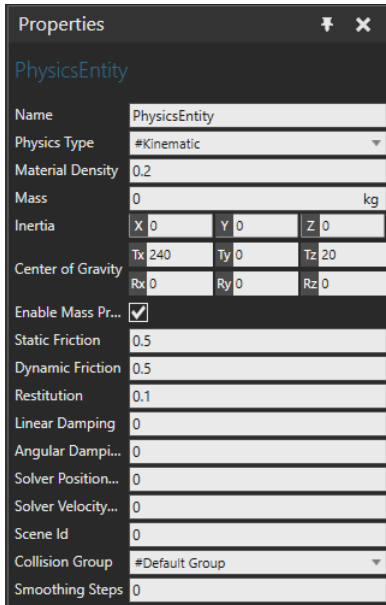 Properties
PhysicsEntity
Name PhysicsEntity
Physics Type #Kinematic
Material Density 0.2
Mass 0 kg
Inertia X 0 Y 0 Z 0
Center of Gravity Tx 240 Ty 0 Tz 20
Rx 0 Ry 0 Rz 0
Enable Mass Pr...
Static Friction 0.5
Dynamic Friction 0.5
Restitution 0.1
Linear Damping 0
Angular Dampi... 0
Solver Position... 0
Solver Velocity... 0
Scene Id 0
Collision Group #Default Group
Smoothing Steps 0